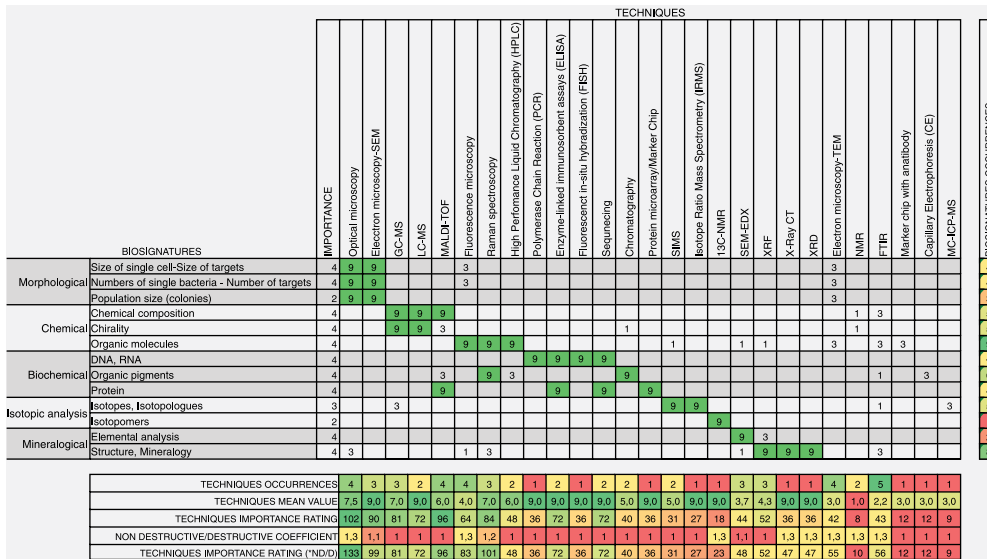 TECHNIQUES
BIOSIGNATURES
IMPORTANCE
Optical microscopy
Elecctron microscopy-SEM
GC-MS
LC-MS
MALDI-TOF
Fluorescence microscopy
Raman spectroscopy
High Perfomance Liquid Chromatography (HPLC)
Polymerase Chain Reaction (PCR)
Enzyme-linked immunosorbent assays (ELISA)
Fluorescenct in-situ hybradization (FISH)
Sequnecing
Chromatography
Protein microarray/Marker Chip
SIMS
Isotope Ratio Mass Spectrometry (IRMS)
13C-NMR
SEM-EDX
XRF
X-Ray CT
XRD
Electron microscopy-TEM
NMR
FTIR
Marker chip with anatibody
Capillary Electrophoresis (CE)
MC-ICP-MS
Morphological
Size of single cell-Size of targets 4 9 9 3 3
Numbers of single bacteria - Number of targets 4 9 9 3 3
Population size (colonies) 2 9 9 3
Chemical
Chemical composition 4 9 9 9 1 3
Chirality 4 9 9 3 1 1
Organic molecules 4 9 9 9 1 1 1 3 3 3
Biochemical
DNA, RNA 4 9 9 9 9
Organic pigments 4 3 9 3 9 1 3
Protein 4 9 9 9 9
Isotopic analysis
Isotopes, Isotopologues 3 3 9 9 1 3
Isotopomers 2 9
Mineralogical
Elemental analysis 4 9 3
Structure, Mineralogy 4 3 1 3 1 9 9 9 3
TECHNIQUES OCCURRENCES 4 3 3 2 4 4 3 2 1 2 1 2 2 1 2 1 1 3 3 1 1 4 2 5 1 1 1
TECHNIQUES MEAN VALUE 7,5 9,0 7,0 9,0 6,0 4,0 7,0 6,0 9,0 9,0 9,0 9,0 5,0 9,0 5,0 9,0 9,0 3,7 4,3 9,0 9,0 3,0 1,0 2,2 3,0 3,0 3,0
TECHNIQUES IMPORTANCE RATING 102 90 81 72 96 64 84 48 36 72 36 72 40 36 31 27 18 44 52 36 36 42 8 43 12 12 9
NON DESTRUCTIVE/DESTRUCTIVE COEFFICIENT 1,3 1,1 1 1 1 1,3 1,2 1 1 1 1 1 1 1 1 1 1,3 1,1 1 1,3 1,3 1,3 1,3 1,3 1 1 1
TECHNIQUES IMPORTANCE RATING (*ND/D) 133 99 81 72 96 83 101 48 36 72 36 72 40 36 31 27 23 48 52 47 47 55 10 56 12 12 9